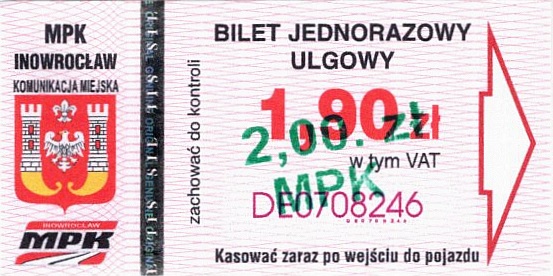 MPK
INOWROCŁAW
KOMUNIKACJA MIEJSKA
INOWROCŁAW
MPK
zachować do kontroli
BILET JEDNORAZOWY
ULGOWY
1,90 zł
2,00. zł
MPK
w tym VAT
DF0708246
Kasować zaraz po wejściu do pojazdu